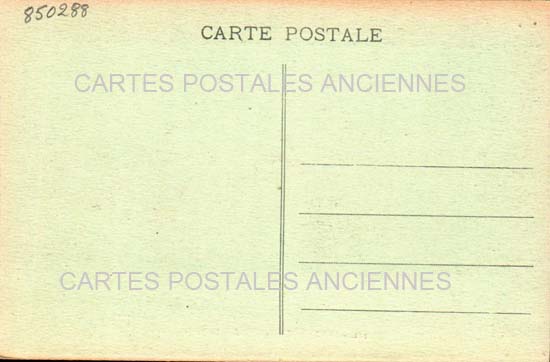 850288
CARTE POSTALE
CARTES POSTALES ANCIENNES
CARTES POSTALES ANCIENNES